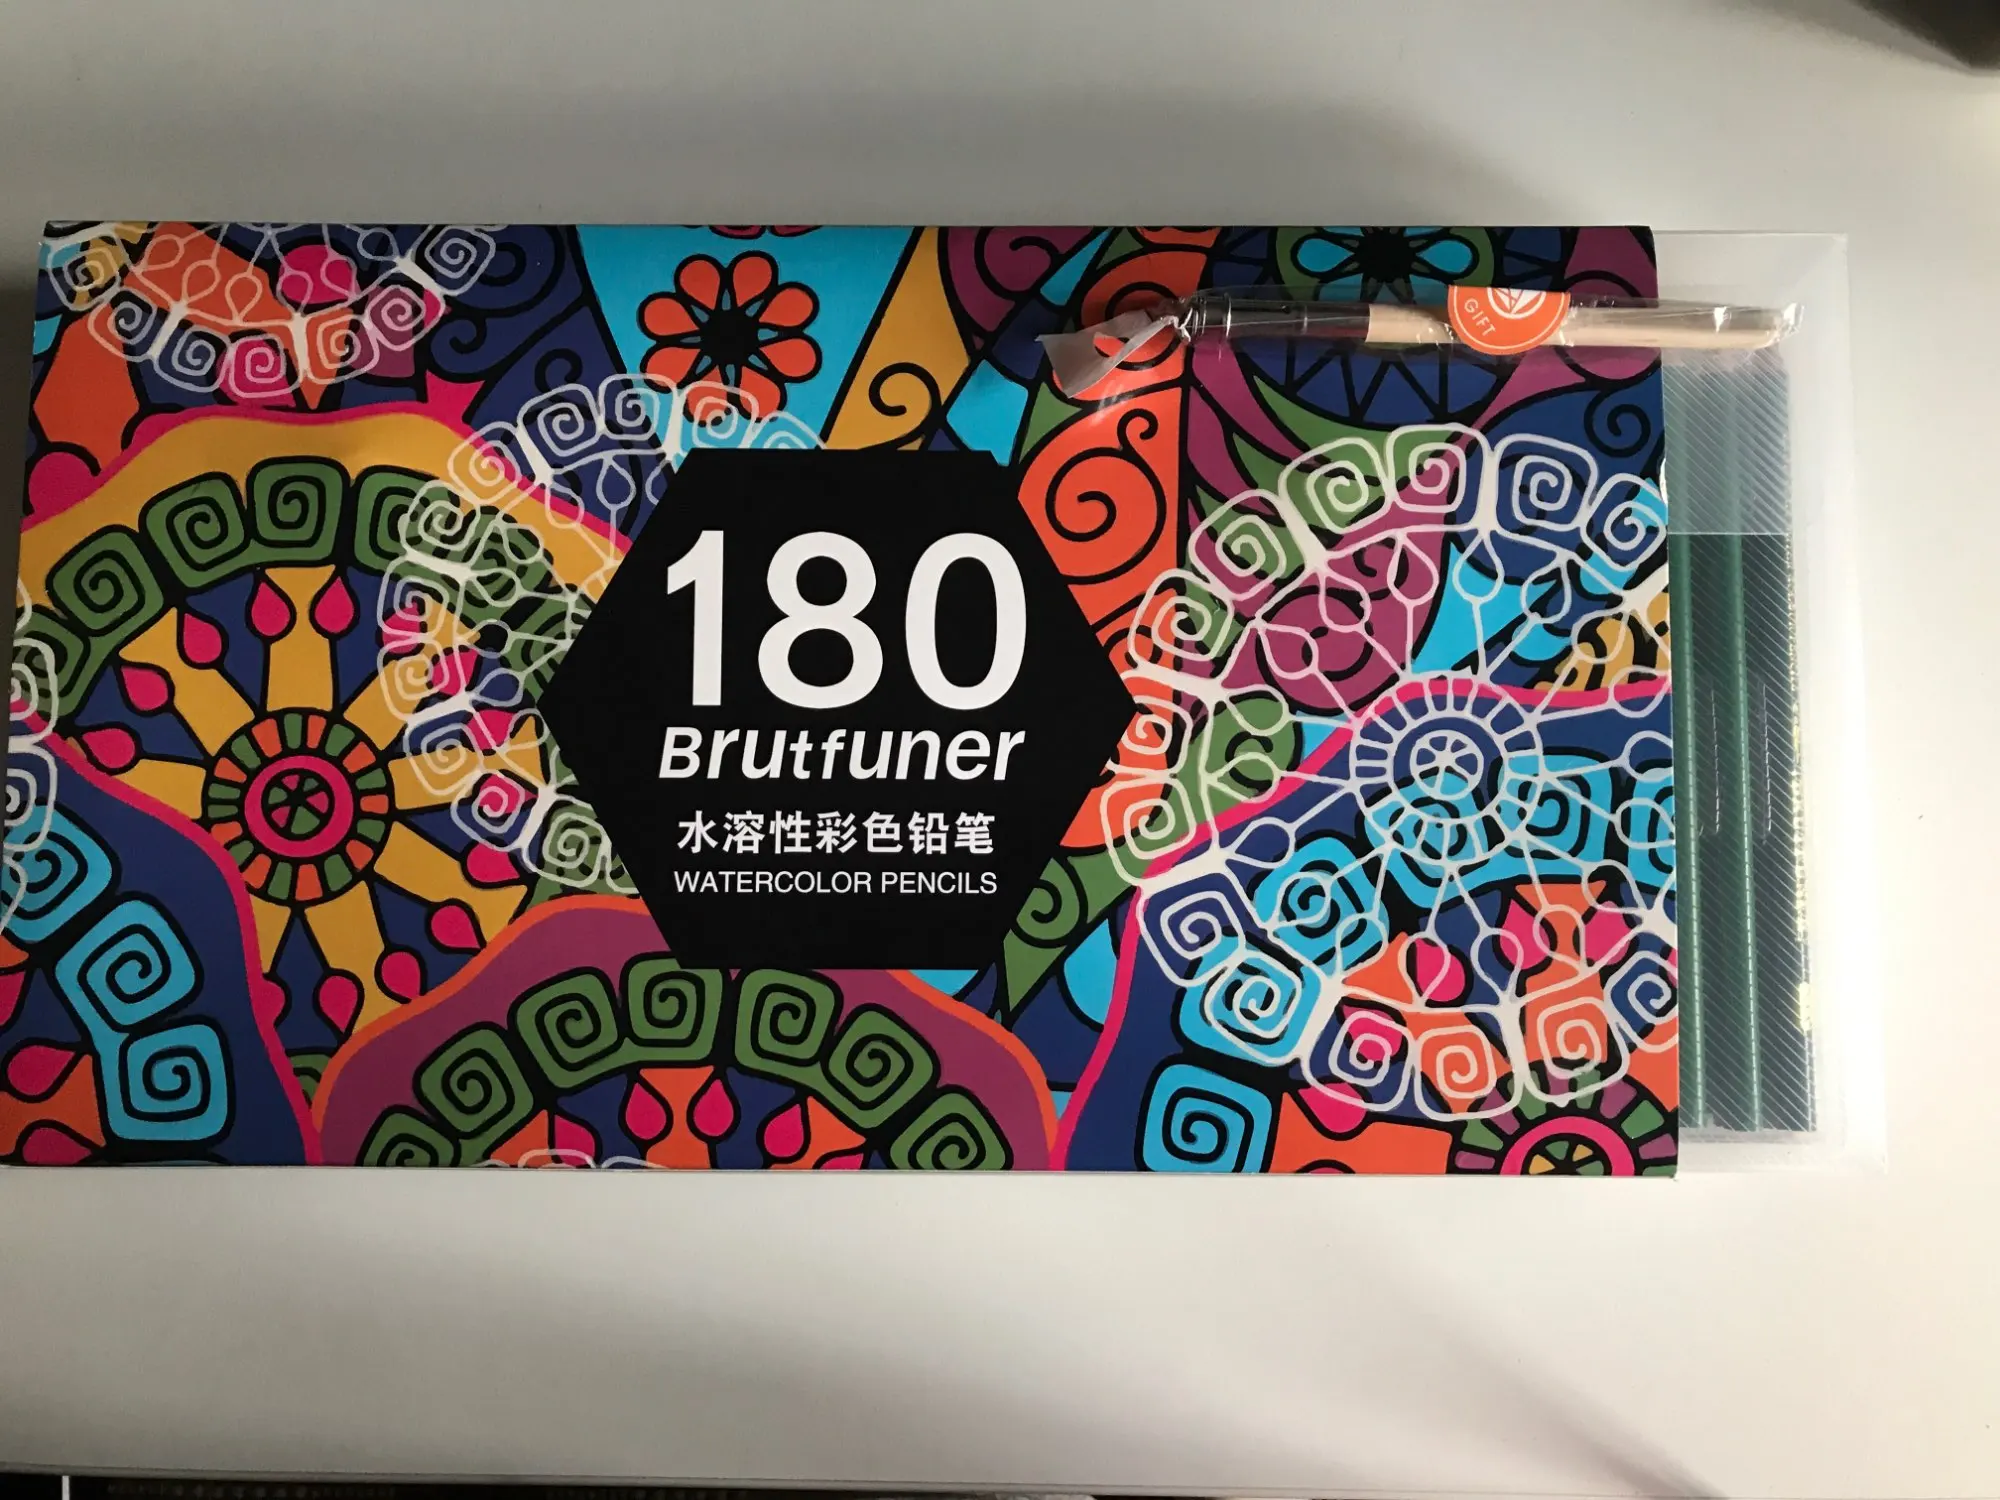 GIFT
180
Brutfuner
水溶性彩色铅笔
WATERCOLOR PENCILS